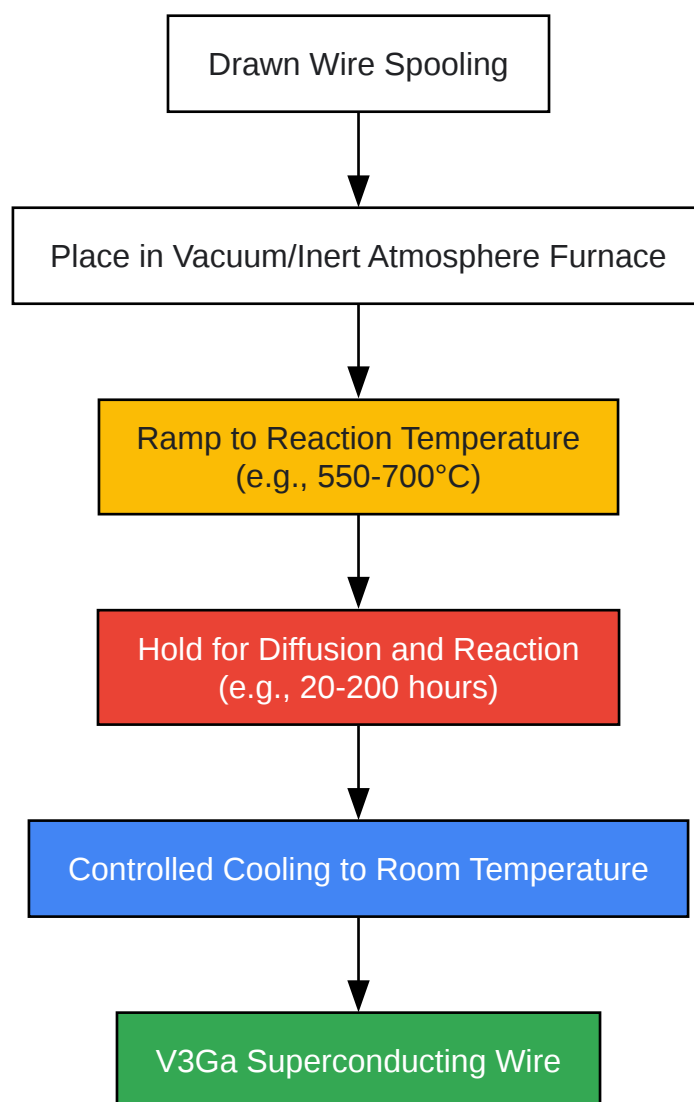 Drawn Wire Spooling
Place in Vacuum/Inert Atmosphere Furnace
Ramp to Reaction Temperature
(e.g., 550-700°C)
Hold for Diffusion and Reaction
(e.g., 20-200 hours)
Controlled Cooling to Room Temperature
V3Ga Superconducting Wire